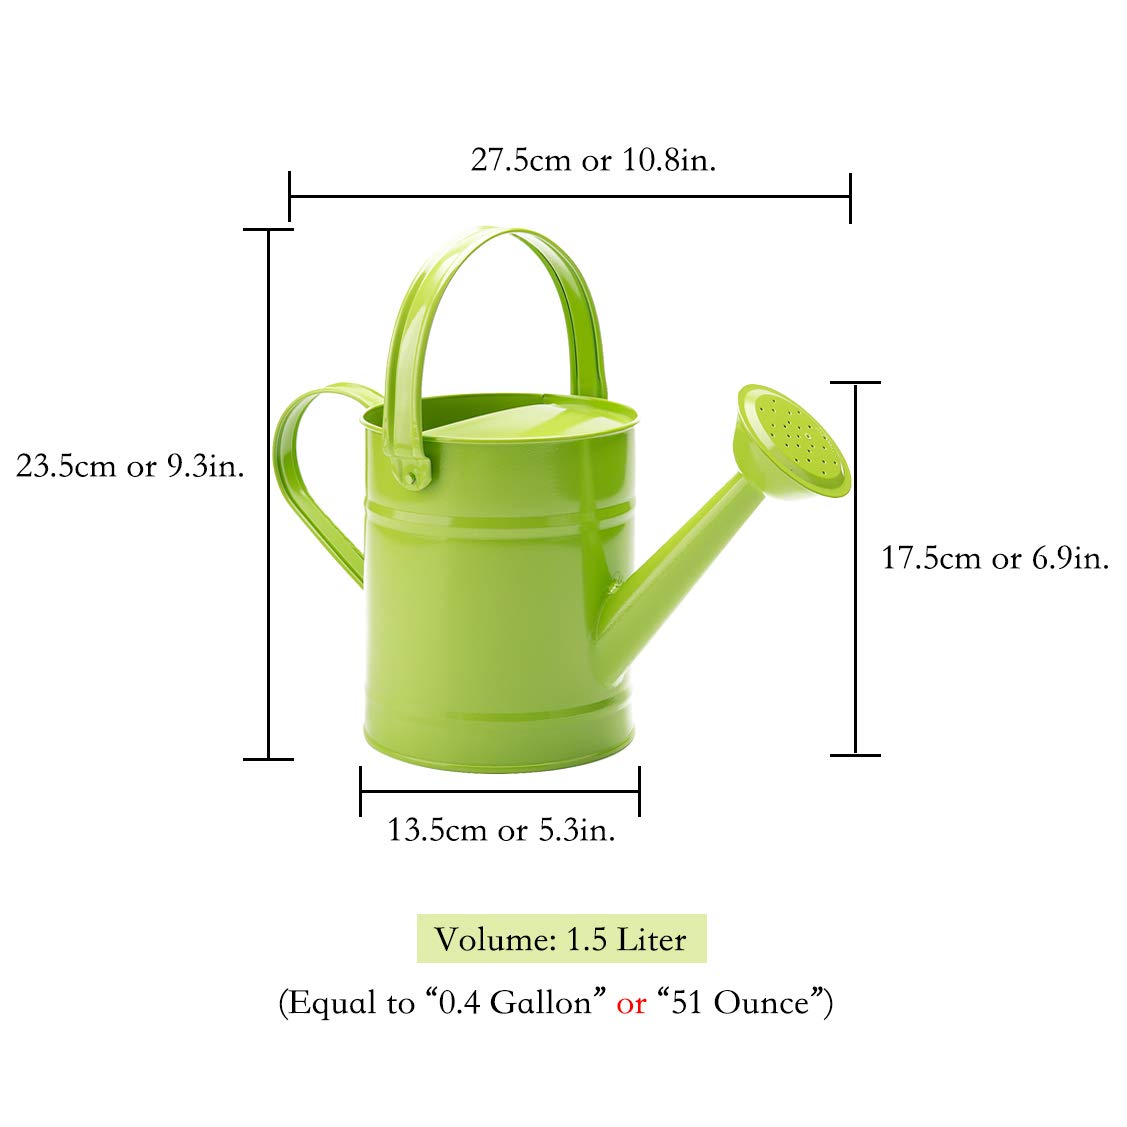 27.5cm or 10.8in.
23.5cm or 9.3in.
17.5cm or 6.9in.
13.5cm or 5.3in.
Volume: 1.5 Liter
(Equal to “0.4 Gallon” or “51 Ounce”)